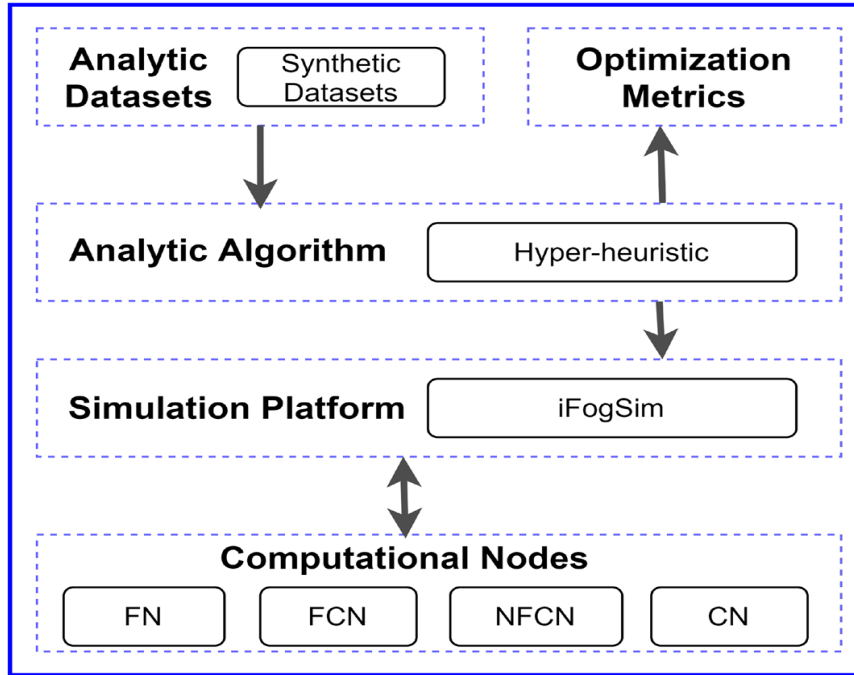 Analytic
Datasets
Synthetic
Datasets
Optimization
Metrics
Analytic Algorithm
Hyper-heuristic
Simulation Platform
iFogSim
Computational Nodes
FN
FCN
NFCN
CN